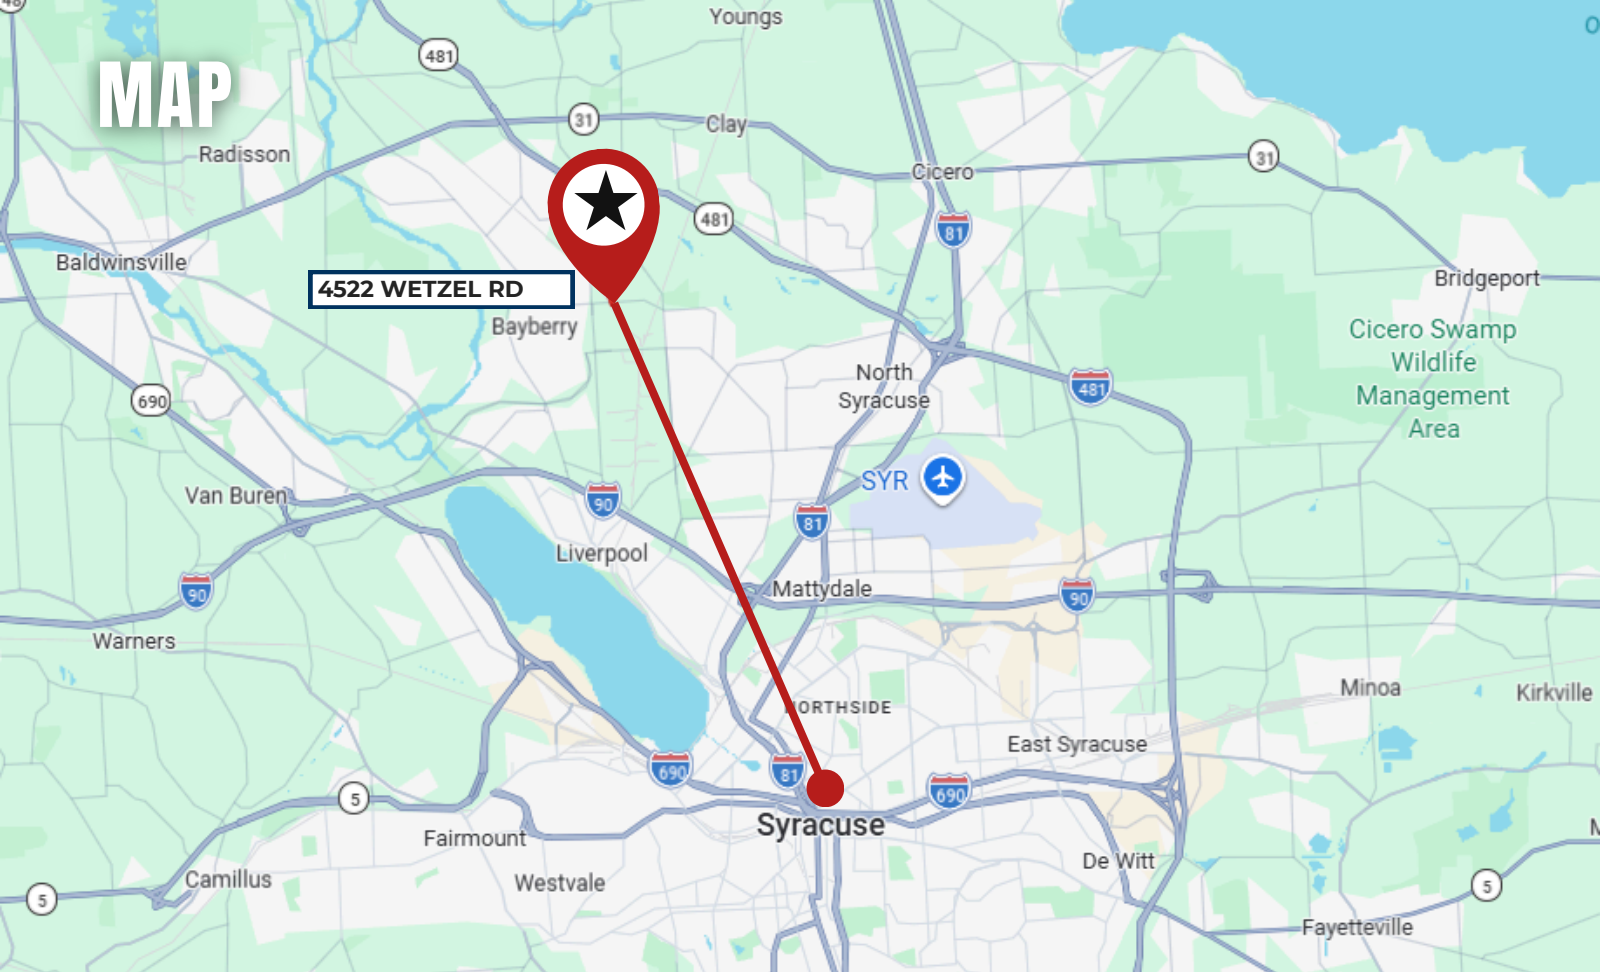 48
Youngs
O
481
MAP
31
Clay
Radisson
31
Cicero
481
81
Baldwinsville
4522 WETZEL RD
Bridgeport
Bayberry
Cicero Swamp
Wildlife
Management
Area
North
Syracuse
481
690
SYR
Van Buren
90
81
Liverpool
Mattydale
90
90
Warners
Minoa
Kirkville
NORTHSIDE
East Syracuse
690
81
690
5
Syracuse
M
Fairmount
De Witt
Camillus
Westvale
5
5
Fayetteville